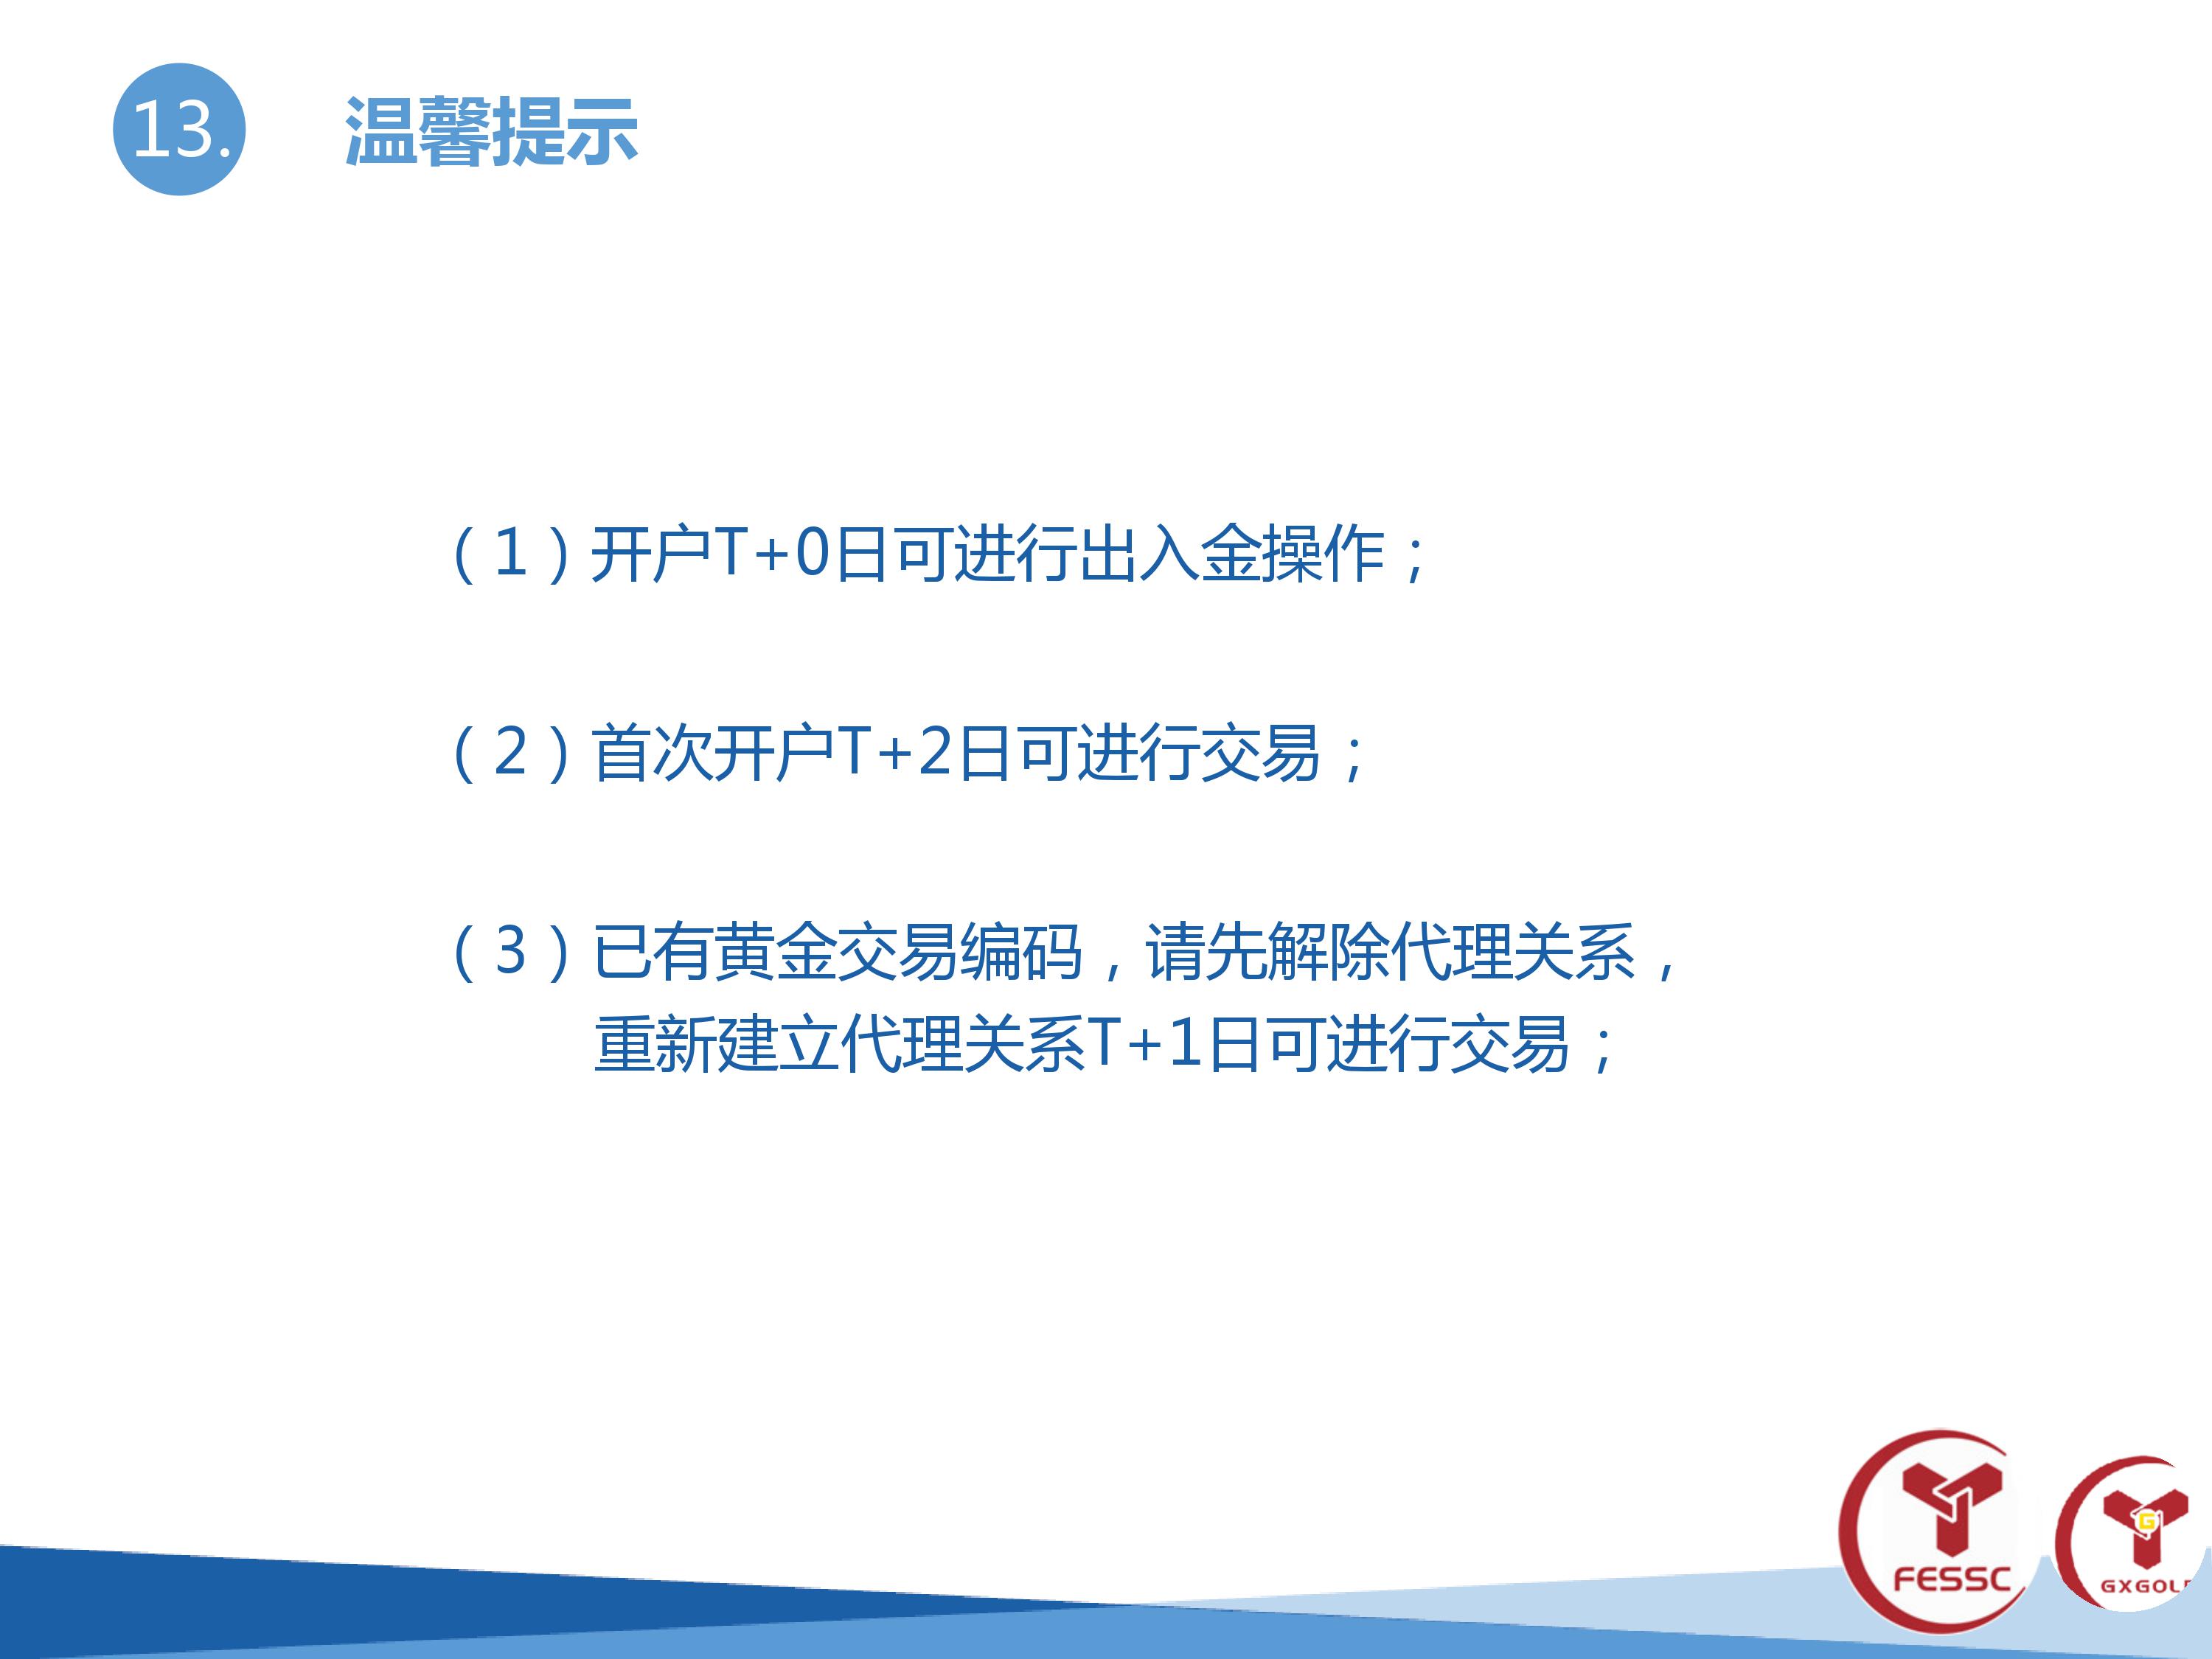 13.
温馨提示
（1）开户T+0日可进行出入金操作；
（2）首次开户T+2日可进行交易；
（3）已有黄金交易编码，请先解除代理关系，
重新建立代理关系T+1日可进行交易；
G
FESSC
GXGOL